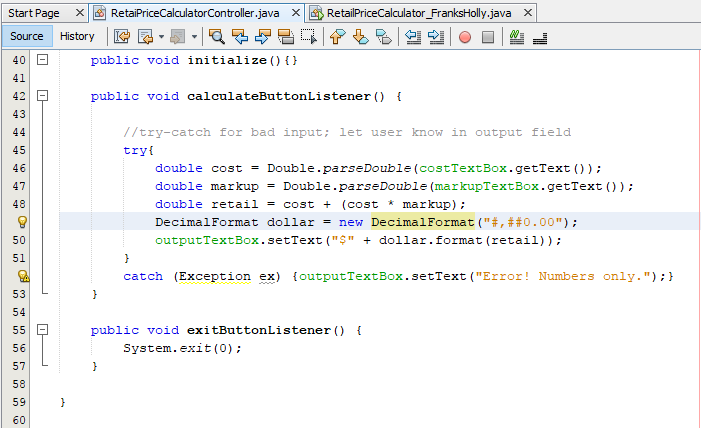 Start Page RetaiPriceCalculatorController.java RetailPriceCalculator_FranksHolly.java
Source History
40 public void initialize(){}
41
42 public void calculateButtonListener() {
43
44 //try-catch for bad input; let user know in output field
45 try{
46 double cost = Double.parseDouble(costTextBox.getText());
47 double markup = Double.parseDouble(markupTextBox.getText());
48 double retail = cost + (cost * markup);
DecimalFormat dollar = new DecimalFormat("#,##0.00");
50 outputTextBox.setText("$" + dollar.format(retail));
51 }
catch (Exception ex) {outputTextBox.setText("Error! Numbers only.");}
53 }
54
55 public void exitButtonListener() {
56 System.exit(0);
57 }
58
59 }
60